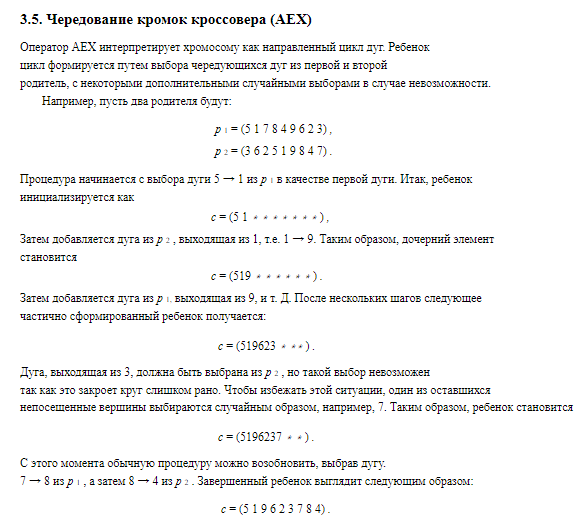 3.5. Чередование кромок кроссовера (AEX)
Оператор AEX интерпретирует хромосому как направленный цикл дуг. Ребенок
цикл формируется путем выбора чередующихся дуг из первой и второй
родитель, с некоторыми дополнительными случайными выборами в случае невозможности.
Например, пусть два родителя будут:
p 1 = (5 1 7 8 4 9 6 2 3) ,
p 2 = (3 6 2 5 1 9 8 4 7) .
Процедура начинается с выбора дуги 5 → 1 из p 1 в качестве первой дуги. Итак, ребенок
инициализируется как
c = (5 1 * * * * * * *) ,
Затем добавляется дуга из p 2 , выходящая из 1, т.е. 1 → 9. Таким образом, дочерний элемент
становится
c = (519 * * * * * *) .
Затем добавляется дуга из p 1, выходящая из 9, и т. Д. После нескольких шагов следующее
частично сформированный ребенок получается:
c = (519623 * **) .
Дуга, выходящая из 3, должна быть выбрана из p 2 , но такой выбор невозможен
так как это закроет круг слишком рано. Чтобы избежать этой ситуации, один из оставшихся
непосещенные вершины выбираются случайным образом, например, 7. Таким образом, ребенок становится
c = (5196237 * *) .
С этого момента обычную процедуру можно возобновить, выбрав дугу.
7 → 8 из p 1 , а затем 8 → 4 из p 2 . Завершенный ребенок выглядит следующим образом:
c = (5 1 9 6 2 3 7 8 4) .